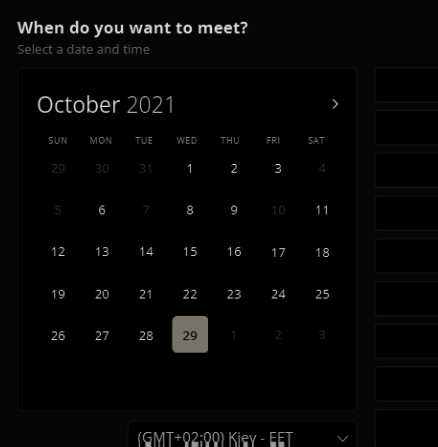 When do you want to meet?
Select a date and time
October 2021
SUN MON TUE WED THU FRI SAT
29 30 31 1 2 3 4
5 6 7 8 9 10 11
12 13 14 15 16 17 18
19 20 21 22 23 24 25
26 27 28 29 1 2 3
(GMT+02:00) Kiev - EET